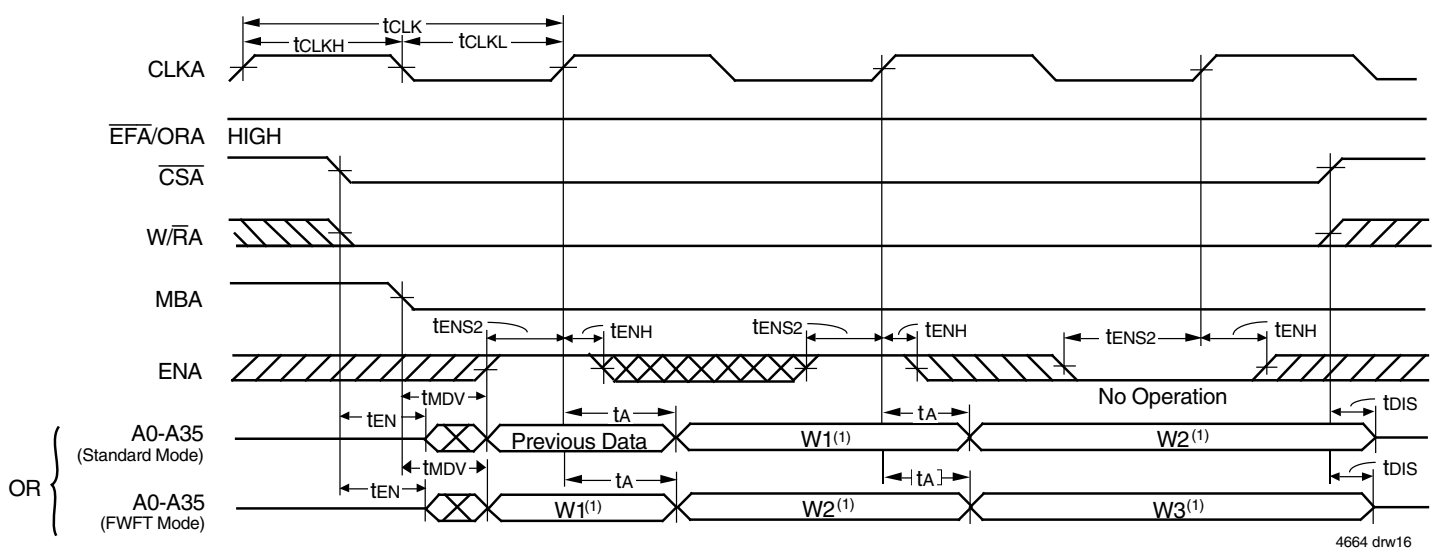 tCLK
tCLKH tCLKL
CLKA
EFA/ORA HIGH
CSA
W/RA
MBA
tENS2 tENH tENS2 tENH tENS2 tENH
ENA
No Operation
tMDV
tEN tA tA tDIS
A0-A35 Previous Data W1(1) W2(1)
(Standard Mode)
OR
tMDV
tEN tA tA tDIS
A0-A35 W1(1) W2(1) W3(1)
(FWFT Mode)
4664 drw16